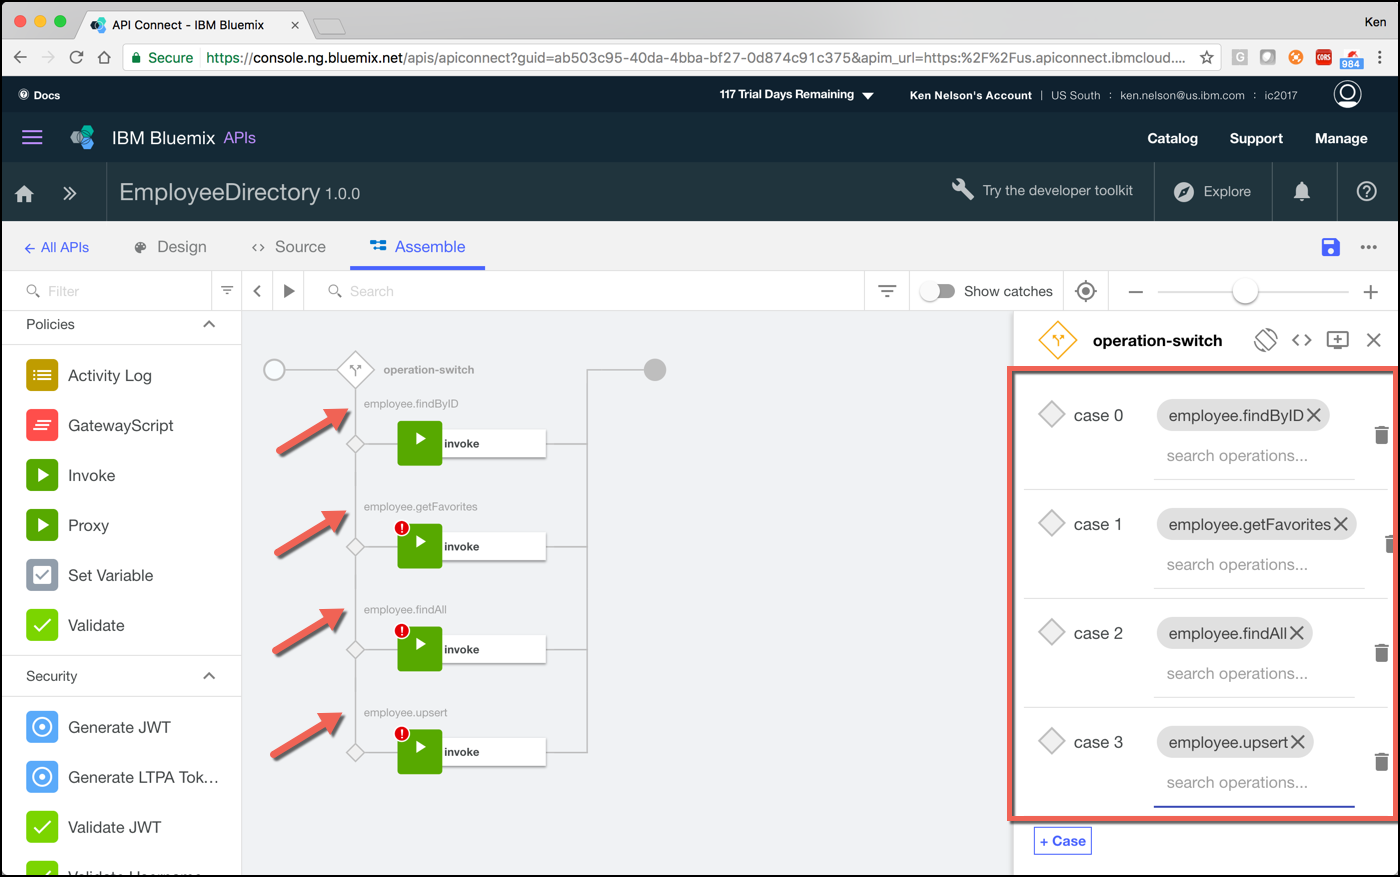 API Connect - IBM Bluemix
Ken
Secure
https://console.ng.bluemix.net/apis/apiconnect?guid=ab503c95-40da-4bba-bf27-0d874c91c375&apim_url=https:%2F%2Fus.apiconnect.ibmcloud....
G
CORS
984
Docs
117 Trial Days Remaining
Ken Nelson's Account | US South : ken.nelson@us.ibm.com : ic2017
IBM Bluemix APIs
Catalog
Support
Manage
EmployeeDirectory 1.0.0
Try the developer toolkit
Explore
All APIs
Design
Source
Assemble
Filter
Search
Show catches
Policies
Activity Log
GatewayScript
Invoke
Proxy
Set Variable
Validate
Security
Generate JWT
Generate LTPA Tok...
Validate JWT
operation-switch
employee.findByID
invoke
employee.getFavorites
invoke
employee.findAll
invoke
employee.upsert
invoke
operation-switch
case 0
employee.findByID
search operations...
case 1
employee.getFavorites
search operations...
case 2
employee.findAll
search operations...
case 3
employee.upsert
search operations...
+ Case